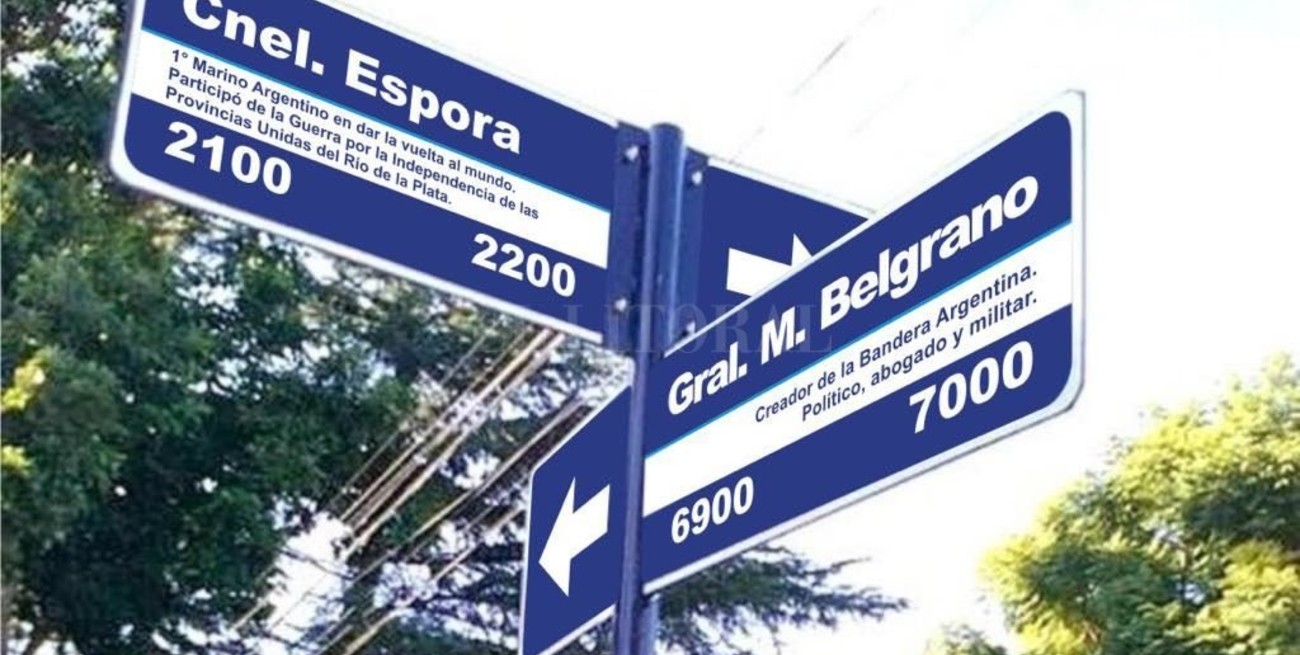 Cnel. Espora
1° Marino Argentino en dar la vuelta al mundo.
Participó de la Guerra por la Independencia de las
Provincias Unidas del Río de la Plata.
2100
2200
Gral. M. Belgrano
Creador de la Bandera Argentina.
Político, abogado y militar.
7000
6900
LITORAL